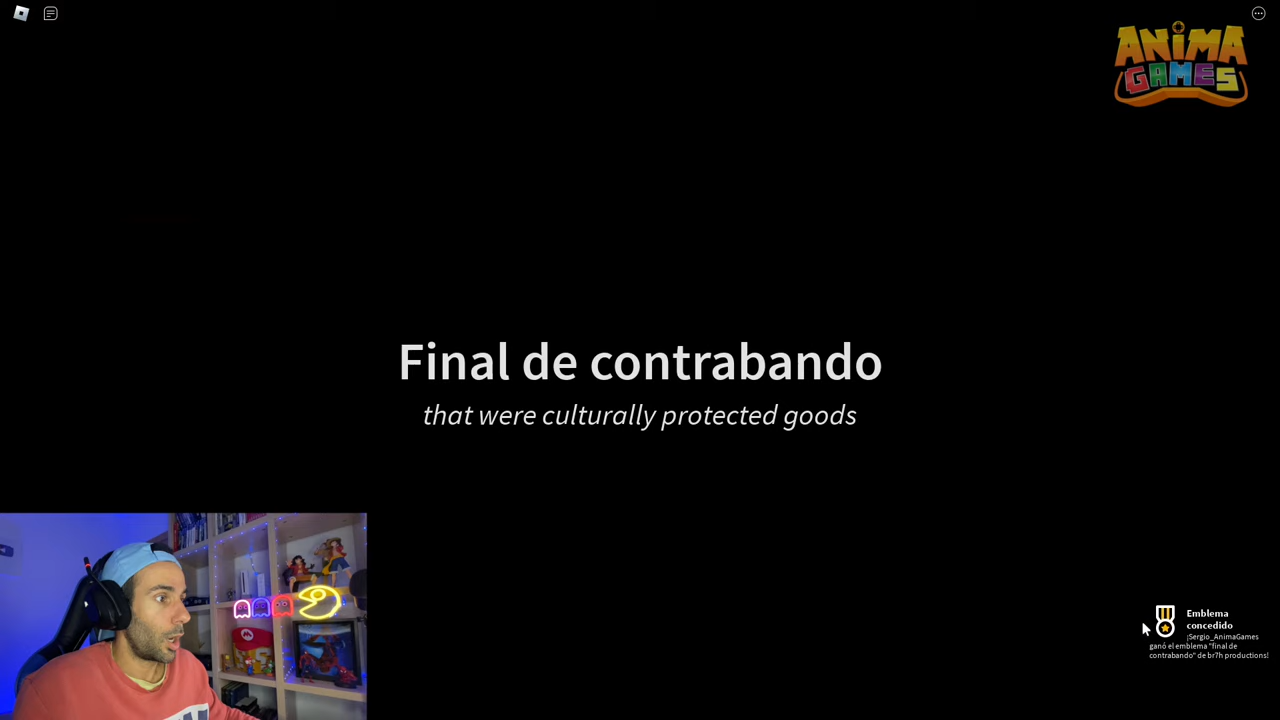 ANIMA
GAMES
Final de contrabando
that were culturally protected goods
Emblema
concedido
¡Sergio_AnimaGames
ganó el emblema "final de
contrabando" de br7h productions!